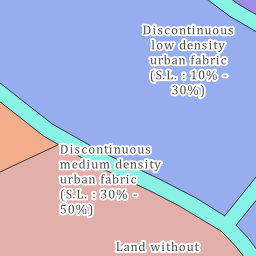 Discontinuous
low density
urban fabric
(S.L. : 10% -
30%)
Discontinuous
medium density
urban fabric
(S.L. : 30% -
50%)
Land without